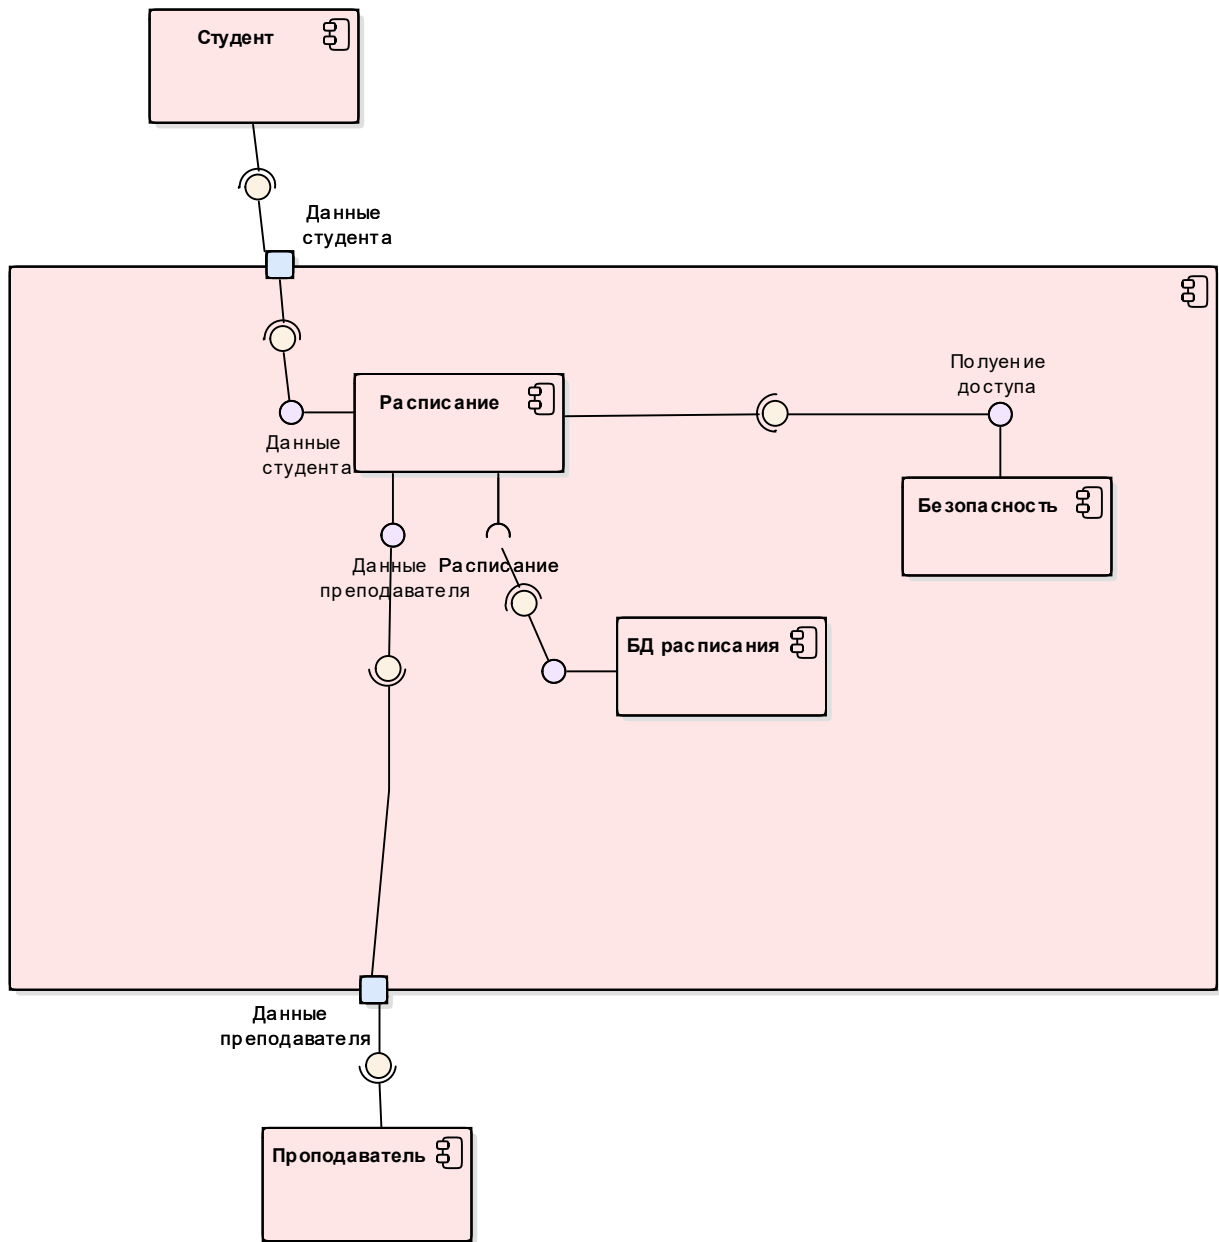 Студент
Данные
студента
Полуение
доступа
Расписание
Данные
студента
Безопасность
Данные
преподавателя
Расписание
БД расписания
Данные
преподавателя
Проподаватель